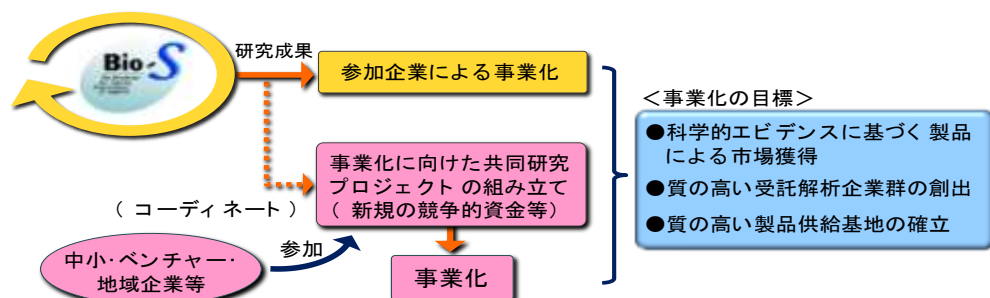 Bio-S
研究成果
参加企業による事業化
<事業化の目標>
●科学的エビデンスに基づく製品
による市場獲得
●質の高い受託解析企業群の創出
●質の高い製品供給基地の確立
事業化に向けた共同研究
プロジェクトの組み立て
(新規の競争的資金等)
(コーディネート)
参加
中小・ベンチャー・
地域企業等
事業化